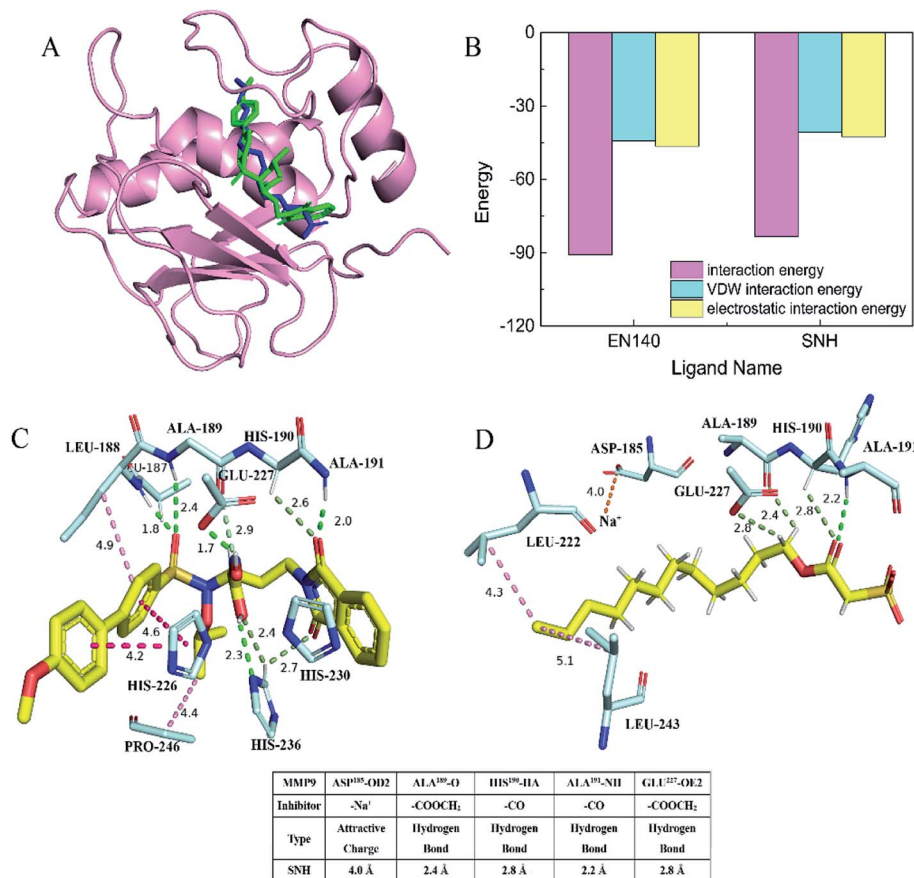 A
B
0
-30
-60
-90
-120
Energy
interaction energy
VDW interaction energy
electrostatic interaction energy
EN140
SNH
Ligand Name
C
ALA-189
HIS-190
LEU-188
GLU-227
ALA-191
2.4
2.6
1.8
2.9
2.0
1.7
4.9
4.6
2.4
4.2
2.3
2.7
HIS-226
HIS-230
4.4
PRO-246
HIS-236
D
ALA-189
HIS-190
ASP-185
ALA-191
GLU-227
4.0
2.2
2.8
LEU-222
Na+
2.8
2.4
4.3
5.1
LEU-243
MMP9 ASP185-OD2 ALA189-O HIS190-HA ALA191-NH GLU227-OE2
Inhibitor -Na+ -COOCH2 -CO -CO -COOCH2
Type Attractive Charge Hydrogen Bond Hydrogen Bond Hydrogen Bond Hydrogen Bond
SNH 4.0 Å 2.4 Å 2.8 Å 2.2 Å 2.8 Å